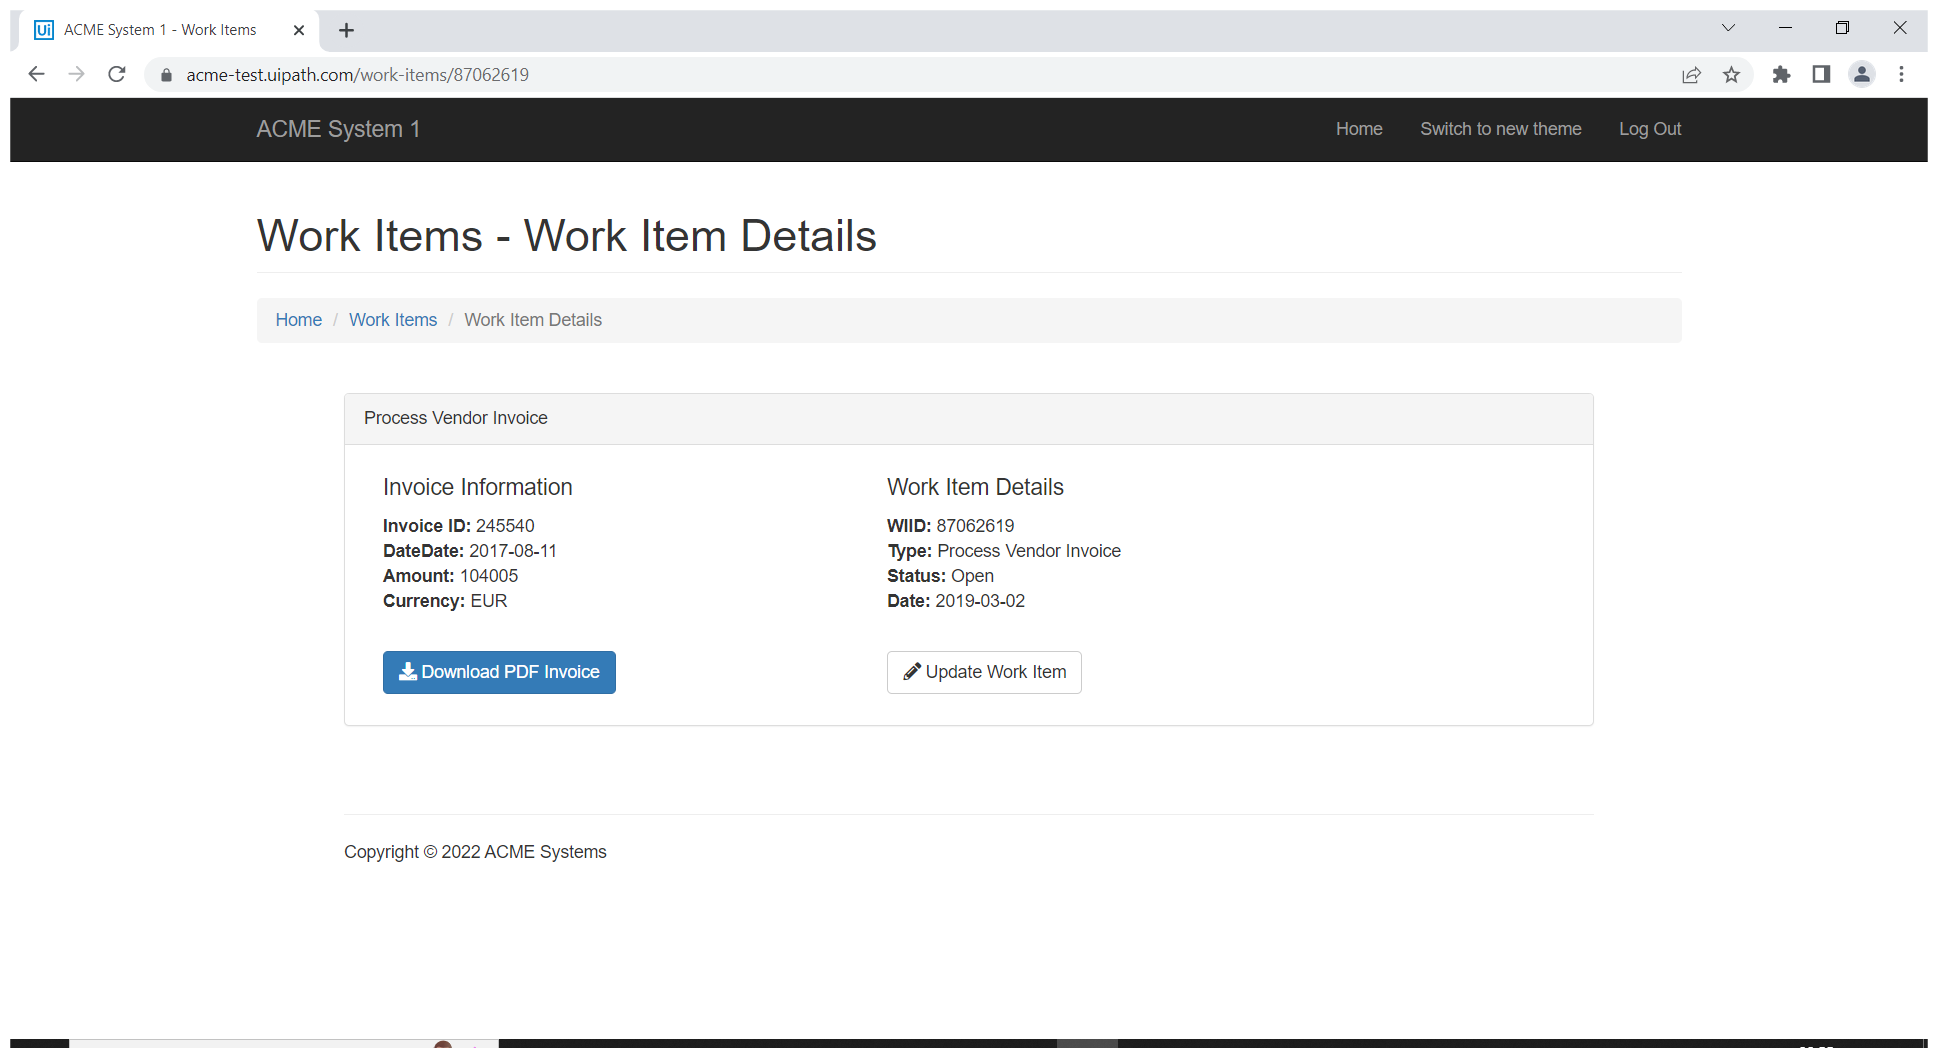 Ui ACME System 1 - Work Items
acme-test.uipath.com/work-items/87062619
ACME System 1 Home Switch to new theme Log Out
Work Items - Work Item Details
Home / Work Items / Work Item Details
Process Vendor Invoice
Invoice Information
Invoice ID: 245540
DateDate: 2017-08-11
Amount: 104005
Currency: EUR
Download PDF Invoice
Work Item Details
WIID: 87062619
Type: Process Vendor Invoice
Status: Open
Date: 2019-03-02
Update Work Item
Copyright © 2022 ACME Systems